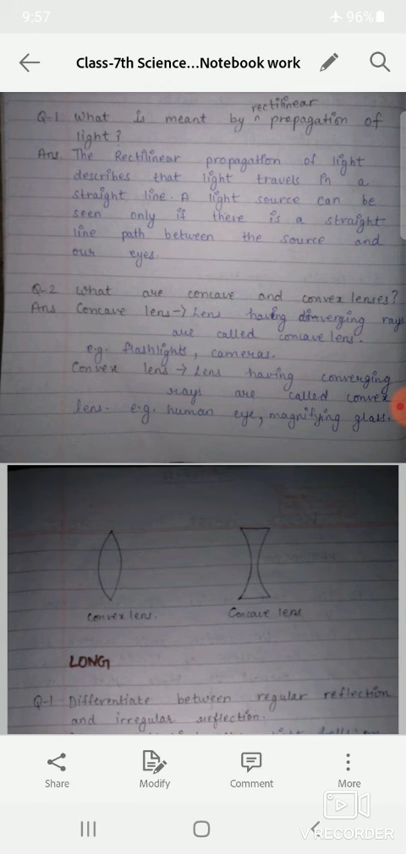 9:57
96%
Class-7th Science...Notebook work
rectilinear
Q-1. What is meant by ^ propagation of
light?
Ans. The Rectilinear propagation of light
describes that light travels in a
straight line. A light source can be
seen only if there is a straight
line path between the source and
our eyes.
Q-2 What are concave and convex lenses?
Ans Concave lens → Lens having diverging rays
are called concave lens.
e.g. flashlights, cameras.
Convex lens → Lens having converging
rays are called convex
lens. e.g. human eye, magnifying glass.
Convex lens.
Concave lens
LONG
Q-1 Differentiate between regular reflection
and irregular reflection.
Share
Modify
Comment
More
V RECORDER